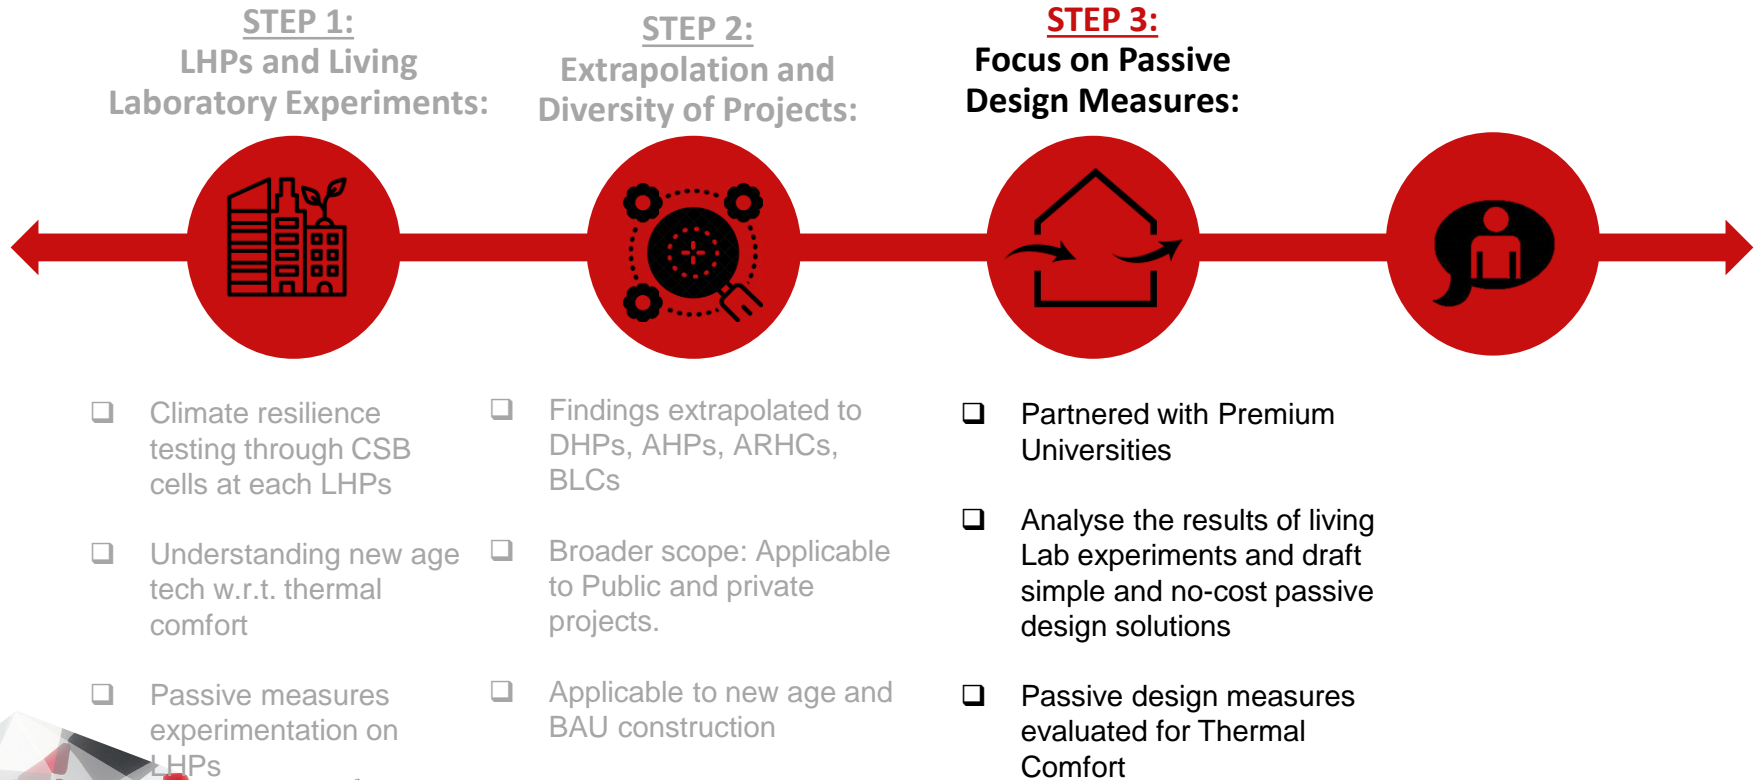 STEP 1:
LHPs and Living
Laboratory Experiments:
❑ Climate resilience
testing through CSB
cells at each LHPs
❑ Understanding new age
tech w.r.t. thermal
comfort
❑ Passive measures
experimentation on
LHPs
STEP 2:
Extrapolation and
Diversity of Projects:
❑ Findings extrapolated to
DHPs, AHPs, ARHCs,
BLCs
❑ Broader scope: Applicable
to Public and private
projects.
❑ Applicable to new age and
BAU construction
STEP 3:
Focus on Passive
Design Measures:
❑ Partnered with Premium
Universities
❑ Analyse the results of living
Lab experiments and draft
simple and no-cost passive
design solutions
❑ Passive design measures
evaluated for Thermal
Comfort